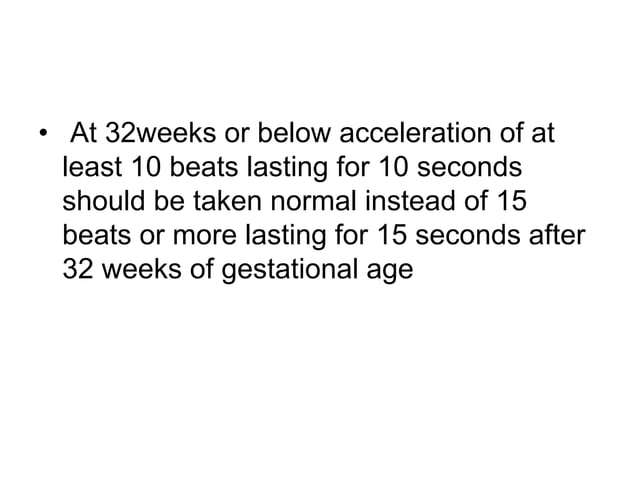 • At 32weeks or below acceleration of at
least 10 beats lasting for 10 seconds
should be taken normal instead of 15
beats or more lasting for 15 seconds after
32 weeks of gestational age